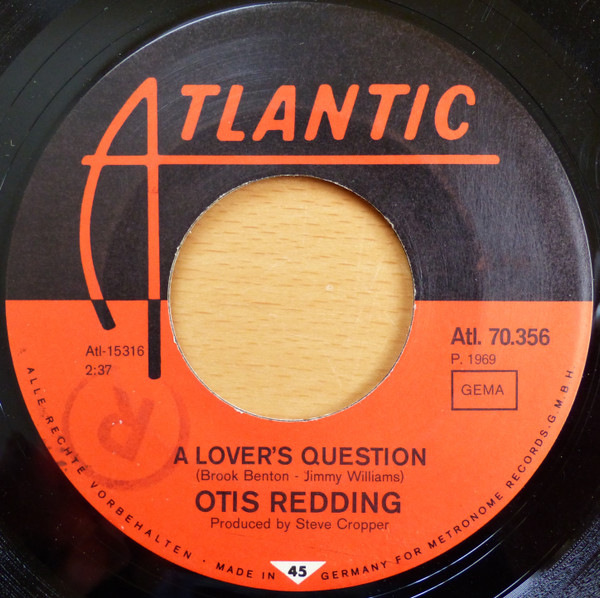 ATLANTIC
Atl-15316
2:37
Atl. 70.356
P. 1969
GEMA
R
A LOVER'S QUESTION
(Brook Benton - Jimmy Williams)
OTIS REDDING
Produced by Steve Cropper
ALLE RECHTE VORBEHALTEN · MADE IN 45 GERMANY FOR METRONOME RECORDS·G·M·B·H